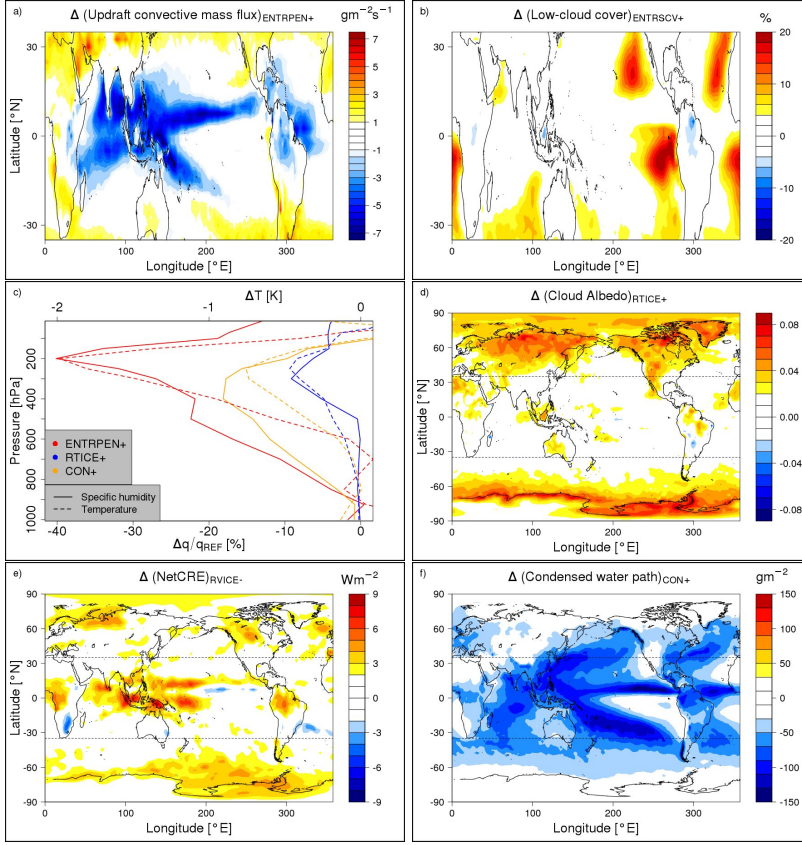 a) Δ (Updraft convective mass flux)ENTRPEN+ gm−2s−1
30
0
-30
Latitude [°N]
0 100 200 300
Longitude [°E]
7
5
3
1
-1
-3
-5
-7
b) Δ (Low-cloud cover)ENTRSCV+ %
30
0
-30
Latitude [°N]
0 100 200 300
Longitude [°E]
20
10
0
-10
-20
c) ΔT [K]
-2 -1 0
Pressure [hPa]
200
400
600
800
1000
ENTRPEN+
RTICE+
CON+
Specific humidity
Temperature
-40 -30 -20 -10 0
Δq/qREF [%]
d) Δ (Cloud Albedo)RTICE+
90
60
30
0
-30
-60
-90
Latitude [°N]
0 100 200 300
Longitude [°E]
0.08
0.04
0.00
-0.04
-0.08
e) Δ (NetCRE)RVICE- Wm−2
90
60
30
0
-30
-60
-90
Latitude [°N]
0 100 200 300
Longitude [°E]
9
6
3
0
-3
-6
-9
f) Δ (Condensed water path)CON+ gm−2
90
60
30
0
-30
-60
-90
Latitude [°N]
0 100 200 300
Longitude [°E]
150
100
50
0
-50
-100
-150